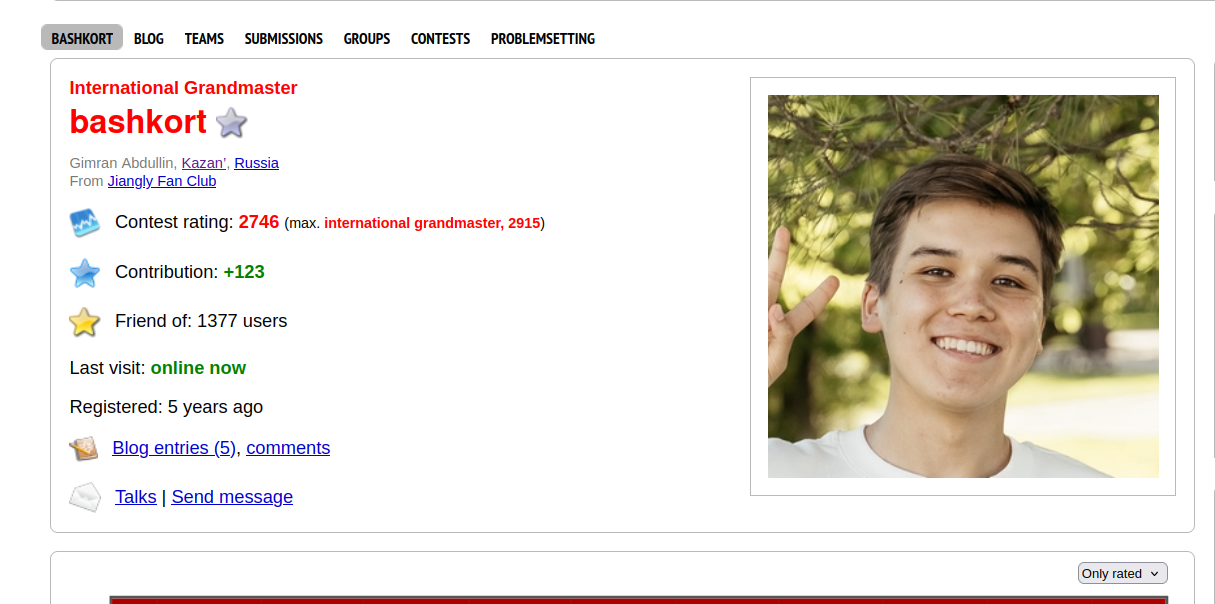 BASHKORT BLOG TEAMS SUBMISSIONS GROUPS CONTESTS PROBLEMSETTING
International Grandmaster
bashkort
Gimran Abdullin, Kazan', Russia
From Jiangly Fan Club
Contest rating: 2746 (max. international grandmaster, 2915)
Contribution: +123
Friend of: 1377 users
Last visit: online now
Registered: 5 years ago
Blog entries (5), comments
Talks | Send message
Only rated